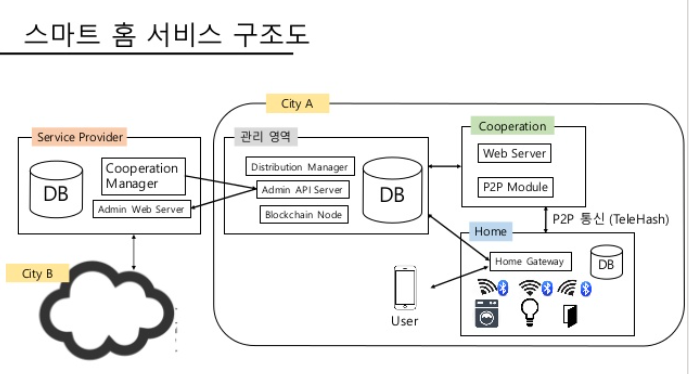 스마트 홈 서비스 구조도
City A
Service Provider
관리 영역
Cooperation
DB
Cooperation
Manager
Admin Web Server
Distribution Manager
Admin API Server
Blockchain Node
DB
Web Server
P2P Module
P2P 통신 (TeleHash)
Home
Home Gateway
DB
City B
User